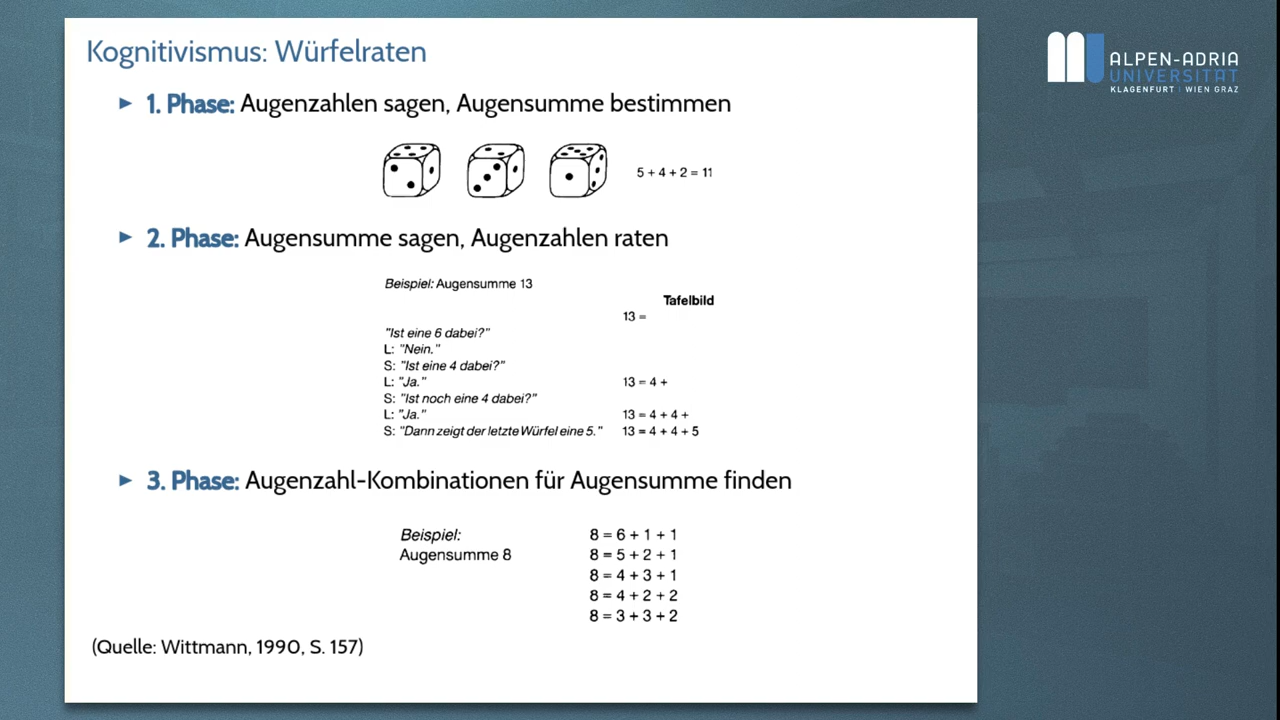 Kognitivismus: Würfelraten
ALPEN-ADRIA
UNIVERSITÄT
KLAGENFURT | WIEN GRAZ
► 1. Phase: Augenzahlen sagen, Augensumme bestimmen
5 + 4 + 2 = 11
► 2. Phase: Augensumme sagen, Augenzahlen raten
Beispiel: Augensumme 13
Tafelbild
13 =
"Ist eine 6 dabei?"
L: "Nein."
S: "Ist eine 4 dabei?"
L: "Ja." 13 = 4 +
S: "Ist noch eine 4 dabei?"
L: "Ja." 13 = 4 + 4 +
S: "Dann zeigt der letzte Würfel eine 5." 13 = 4 + 4 + 5
► 3. Phase: Augenzahl-Kombinationen für Augensumme finden
Beispiel: 8 = 6 + 1 + 1
Augensumme 8 8 = 5 + 2 + 1
8 = 4 + 3 + 1
8 = 4 + 2 + 2
8 = 3 + 3 + 2
(Quelle: Wittmann, 1990, S. 157)